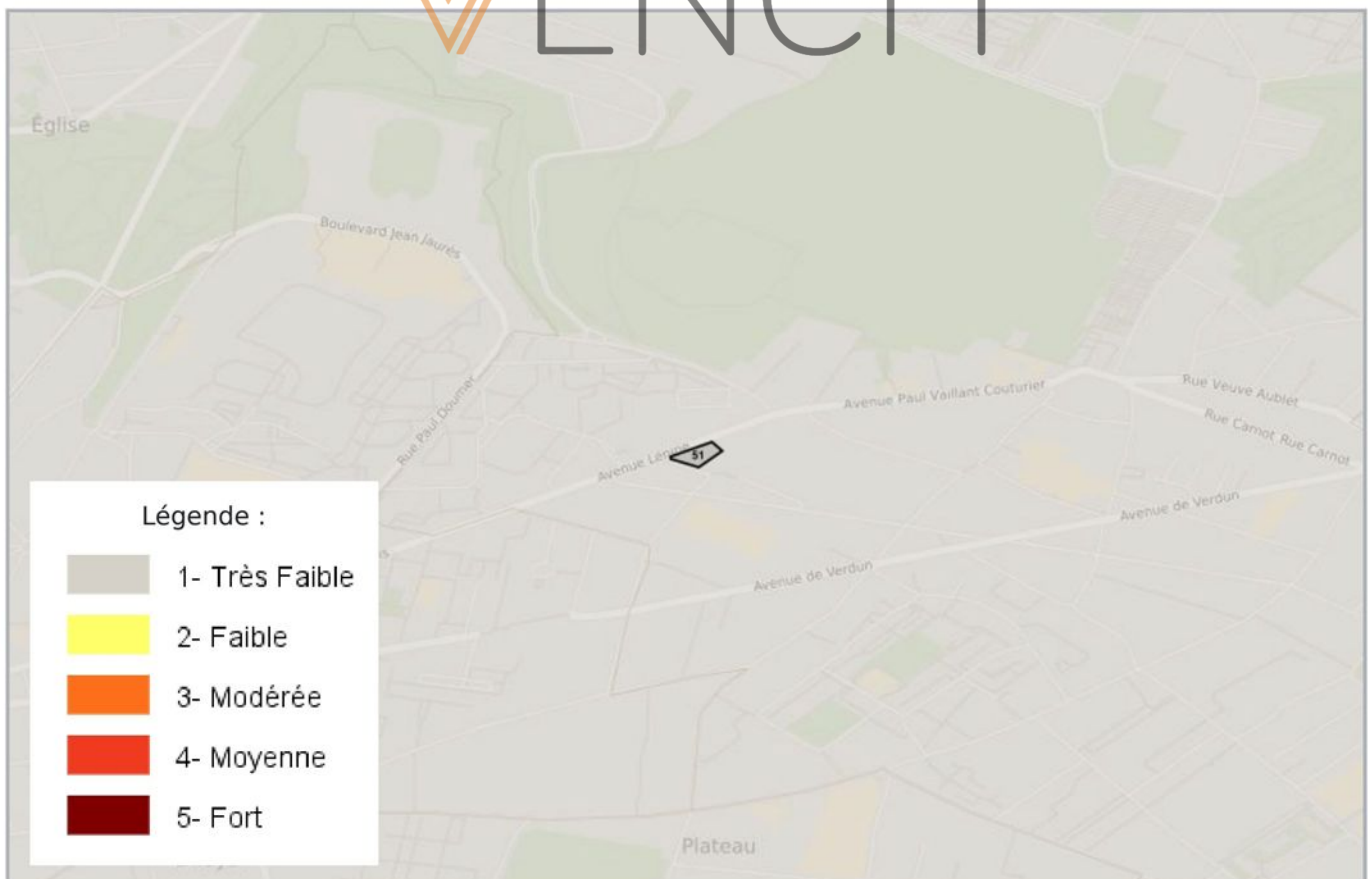 Église
Boulevard Jean Jaurès
Rue Paul Doumer
Avenue Lénine
51
Avenue Paul Vaillant Couturier
Rue Veuve Aublet
Rue Carnot Rue Carnot
Avenue de Verdun
Avenue de Verdun
Plateau
Légende :
1- Très Faible
2- Faible
3- Modérée
4- Moyenne
5- Fort